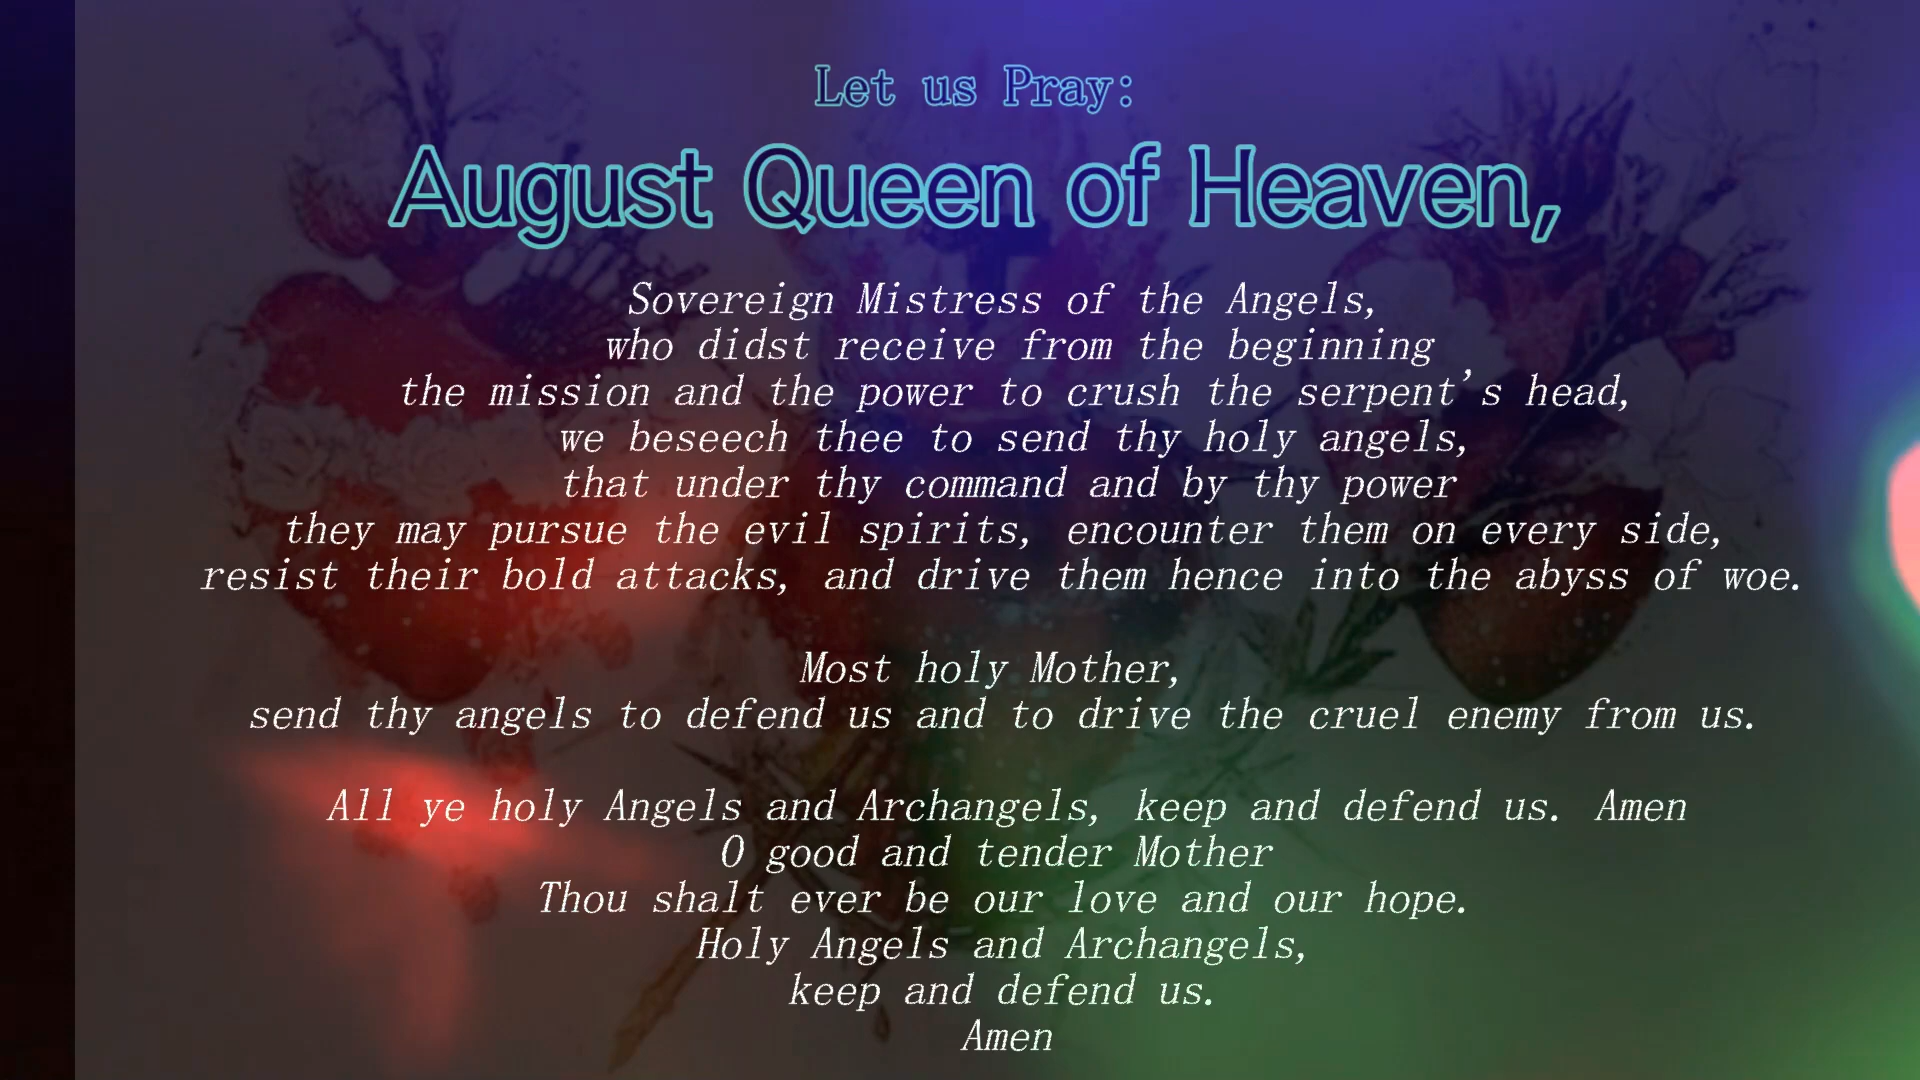 Let us Pray:
August Queen of Heaven,
Sovereign Mistress of the Angels,
who didst receive from the beginning
the mission and the power to crush the serpent’s head,
we beseech thee to send thy holy angels,
that under thy command and by thy power
they may pursue the evil spirits, encounter them on every side,
resist their bold attacks, and drive them hence into the abyss of woe.
Most holy Mother,
send thy angels to defend us and to drive the cruel enemy from us.
All ye holy Angels and Archangels, keep and defend us. Amen
O good and tender Mother
Thou shalt ever be our love and our hope.
Holy Angels and Archangels,
keep and defend us.
Amen